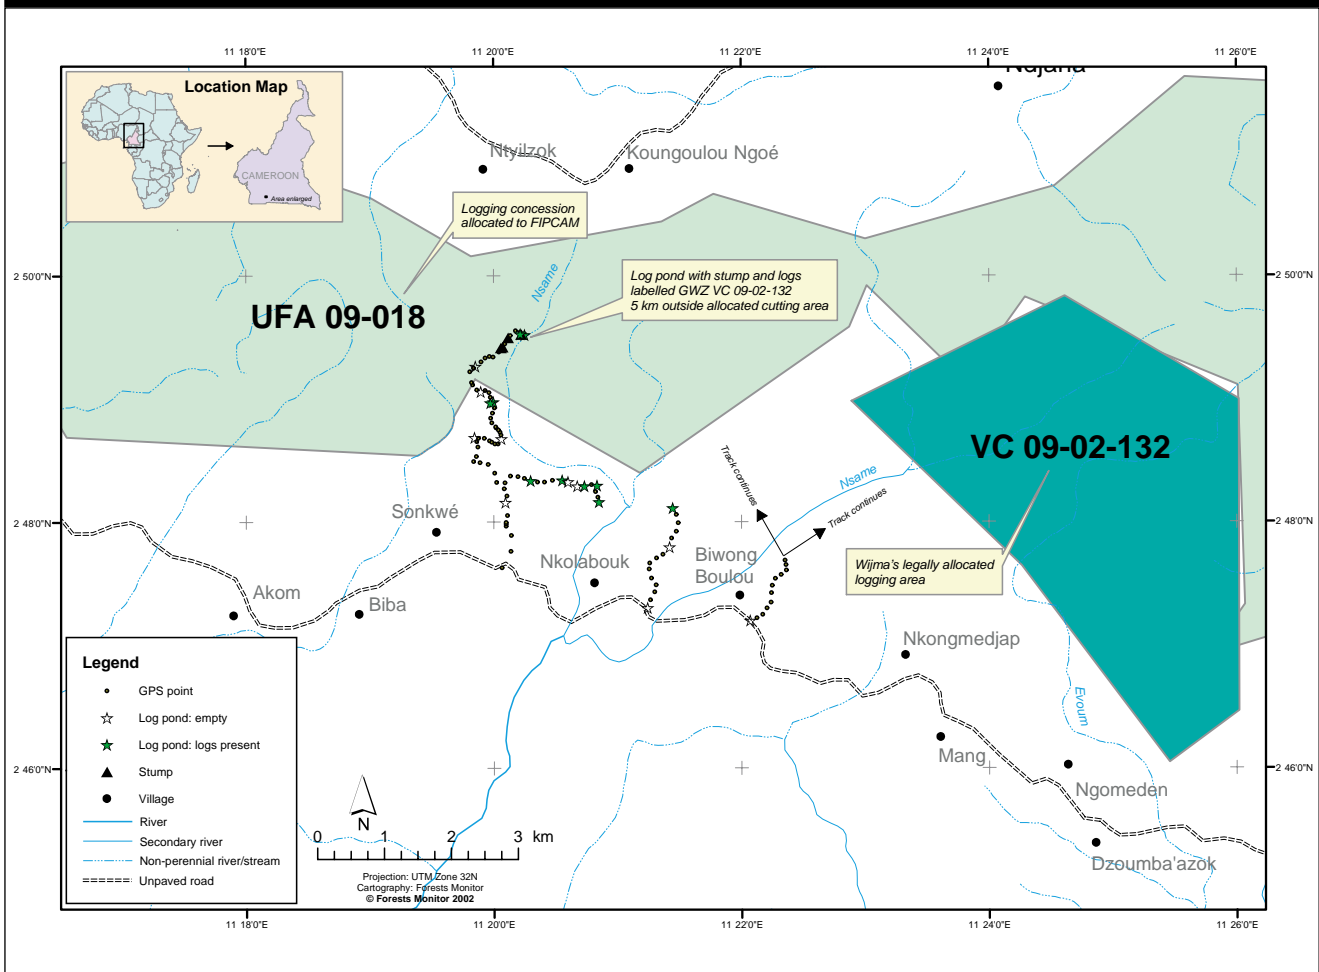 11 18'0"E
11 20'0"E
11 22'0"E
11 24'0"E
11 26'0"E
Location Map
CAMEROON
Area enlarged
Ndjana
Ntyilzok
Koungoulou Ngoé
Logging concession
allocated to FIPCAM
Nsame
Log pond with stump and logs
labelled GWZ VC 09-02-132
5 km outside allocated cutting area
2 50'0"N
2 50'0"N
UFA 09-018
VC 09-02-132
Track continues
Nsame
Track continues
Sonkwé
2 48'0"N
2 48'0"N
Nkolabouk
Biwong
Boulou
Wijma's legally allocated
logging area
Akom
Biba
Nkongmedjap
Evoum
Mang
2 46'0"N
2 46'0"N
Ngomeden
Dzoumba'azok
Legend
GPS point
Log pond: empty
Log pond: logs present
Stump
Village
River
Secondary river
Non-perennial river/stream
Unpaved road
N
0 1 2 3 km
Projection: UTM Zone 32N
Cartography: Forests Monitor
© Forests Monitor 2002
11 18'0"E
11 20'0"E
11 22'0"E
11 24'0"E
11 26'0"E